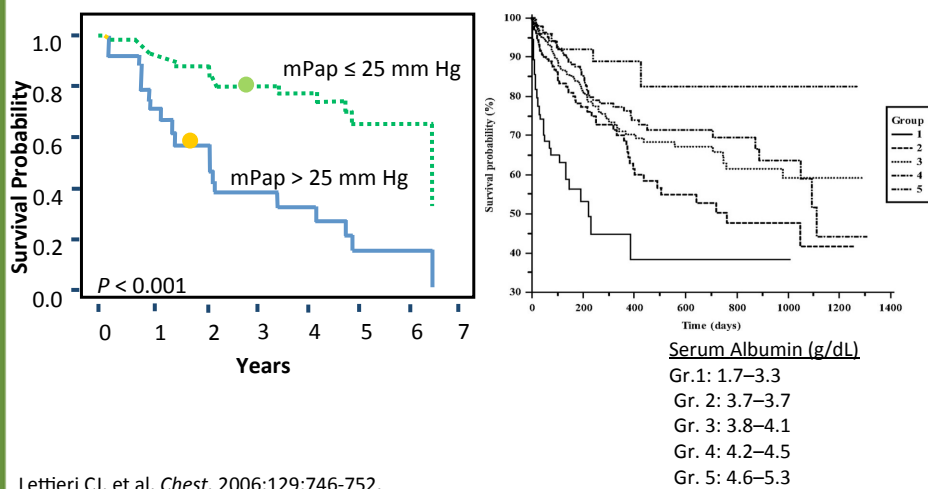 1.0
0.8
0.6
0.4
0.2
0.0
Survival Probability
mPap ≤ 25 mm Hg
mPap > 25 mm Hg
P < 0.001
0 1 2 3 4 5 6 7
Years
100
90
80
70
60
50
40
30
Survival probability (%)
0 200 400 600 800 1000 1200 1400
Time (days)
Group
1
2
3
4
5
Serum Albumin (g/dL)
Gr.1: 1.7–3.3
Gr. 2: 3.7–3.7
Gr. 3: 3.8–4.1
Gr. 4: 4.2–4.5
Gr. 5: 4.6–5.3
Lettieri CJ, et al. Chest. 2006;129:746-752.